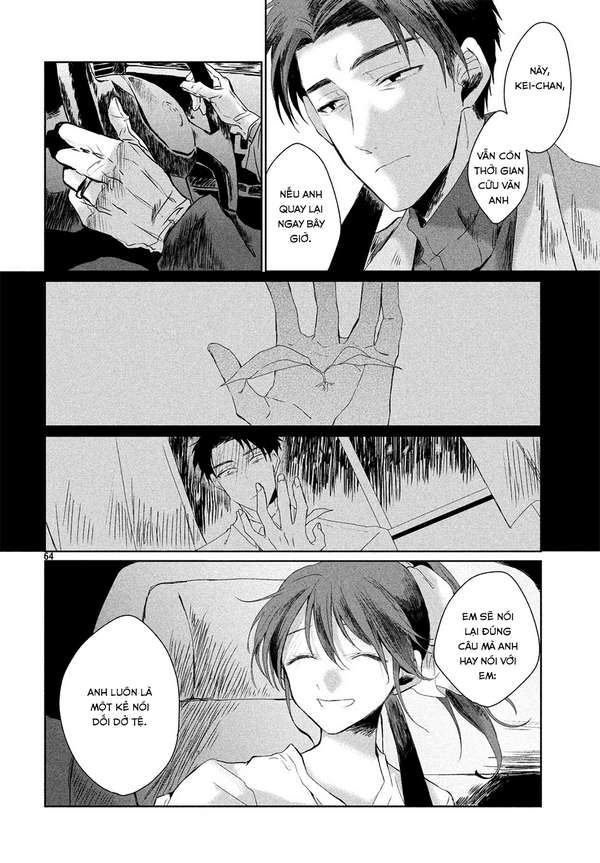 NÀY,
KEI-CHAN,
VẪN CÒN
THỜI GIAN
CỨU VÃN
ANH
NẾU ANH
QUAY LẠI
NGAY BÂY
GIỜ.
64
EM SẼ NÓI
LẠI ĐÚNG
CÂU MÀ ANH
HAY NÓI VỚI
EM:
ANH LUÔN LÀ
MỘT KẺ NÓI
DỐI DỞ TỆ.